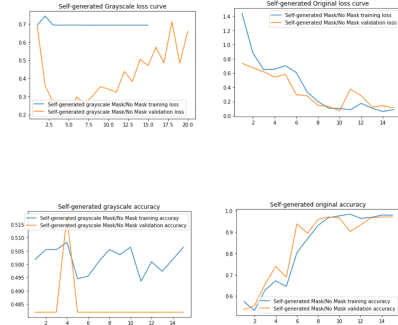 Self-generated Grayscale loss curve
0.7
0.6
0.5
0.4
0.3
0.2
Self-generated grayscale Mask/No Mask training loss
Self-generated grayscale Mask/No Mask validation loss
2.5 5.0 7.5 10.0 12.5 15.0 17.5 20.0
Self-generated Original loss curve
1.4
1.2
1.0
0.8
0.6
0.4
0.2
0.0
Self-generated Mask/No Mask training loss
Self-generated Mask/No Mask validation loss
2 4 6 8 10 12 14
Self-generated grayscale accuracy
0.515
0.510
0.505
0.500
0.495
0.490
0.485
Self-generated grayscale Mask/No Mask training accuray
Self-generated grayscale Mask/No Mask validation accuracy
2 4 6 8 10 12 14
Self-generated original accuracy
1.0
0.9
0.8
0.7
0.6
Self-generated Mask/No Mask training accuracy
Self-generated Mask/No Mask validation accuracy
2 4 6 8 10 12 14